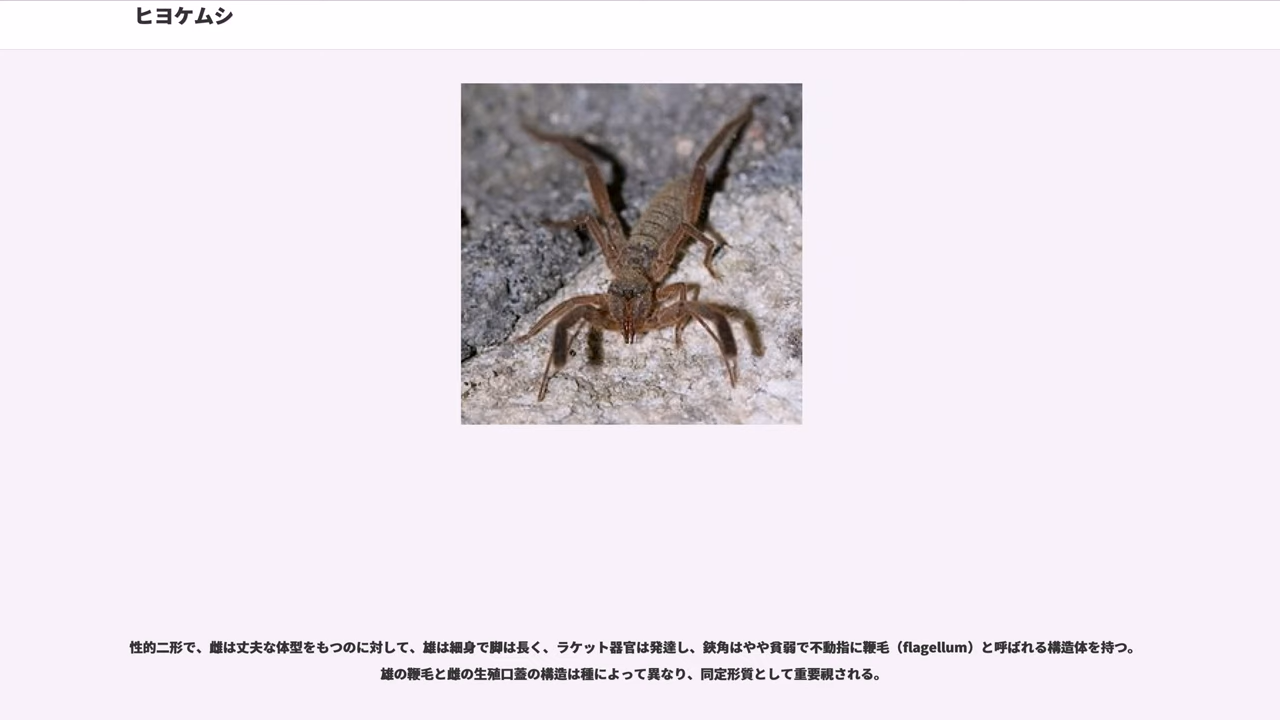 ヒヨケムシ
性的二形で、雌は丈夫な体型をもつのに対して、雄は細身で脚は長く、ラケット器官は発達し、鋏角はやや貧弱で不動指に鞭毛（flagellum）と呼ばれる構造体を持つ。
雄の鞭毛と雌の生殖口蓋の構造は種によって異なり、同定形質として重要視される。